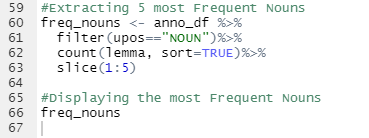 59 #Extracting 5 most Frequent Nouns
60 freq_nouns <- anno_df %>%
61   filter(upos=="NOUN")%>%
62   count(lemma, sort=TRUE)%>%
63   slice(1:5)
64
65 #Displaying the most Frequent Nouns
66 freq_nouns
67